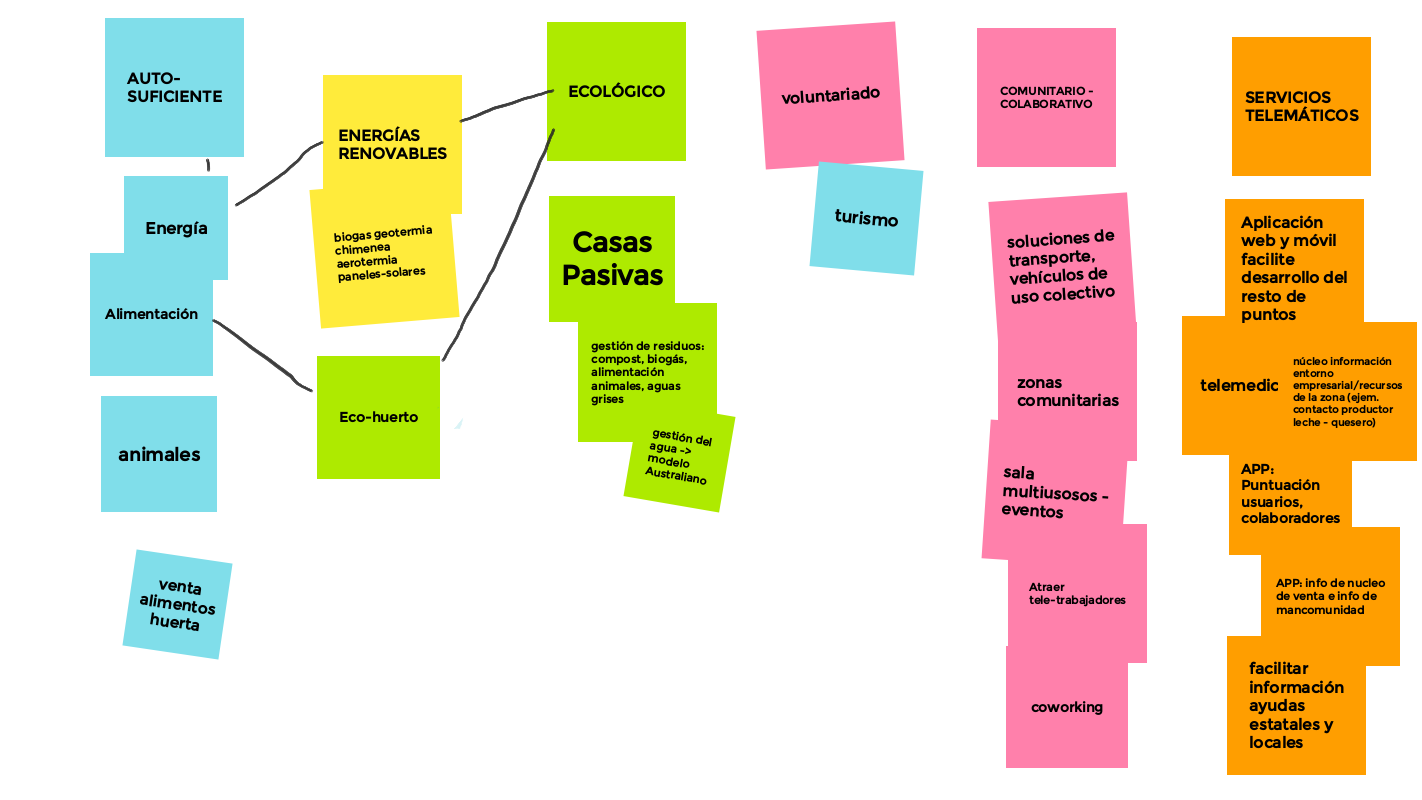 AUTO-
SUFICIENTE
Energía
Alimentación
animales
venta
alimentos
huerta
ENERGÍAS
RENOVABLES
biogas geotermia
chimenea
aerotermia
paneles-solares
Eco-huerto
ECOLÓGICO
Casas
Pasivas
gestión de residuos:
compost, biogás,
alimentación
animales, aguas
grises
gestión del
agua ->
modelo
Australiano
voluntariado
turismo
COMUNITARIO -
COLABORATIVO
soluciones de
transporte,
vehículos de
uso colectivo
zonas
comunitarias
sala
multiusosos -
eventos
Atraer
tele-trabajadores
coworking
SERVICIOS
TELEMÁTICOS
Aplicación
web y móvil
facilite
desarrollo del
resto de
puntos
telemedic
núcleo información
entorno
empresarial/recursos
de la zona (ejem.
contacto productor
leche - quesero)
APP:
Puntuación
usuarios,
colaboradores
APP: info de nucleo
de venta e info de
mancomunidad
facilitar
información
ayudas
estatales y
locales